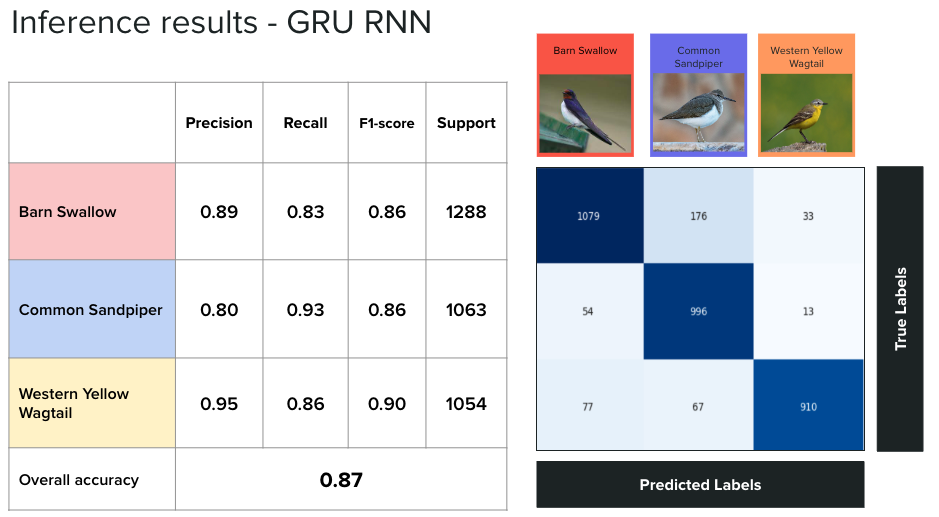 Inference results - GRU RNN
Precision Recall F1-score Support
Barn Swallow 0.89 0.83 0.86 1288
Common Sandpiper 0.80 0.93 0.86 1063
Western Yellow
Wagtail 0.95 0.86 0.90 1054
Overall accuracy 0.87
Barn Swallow
Common
Sandpiper
Western Yellow
Wagtail
1079 176 33
54 996 13
77 67 910
True Labels
Predicted Labels